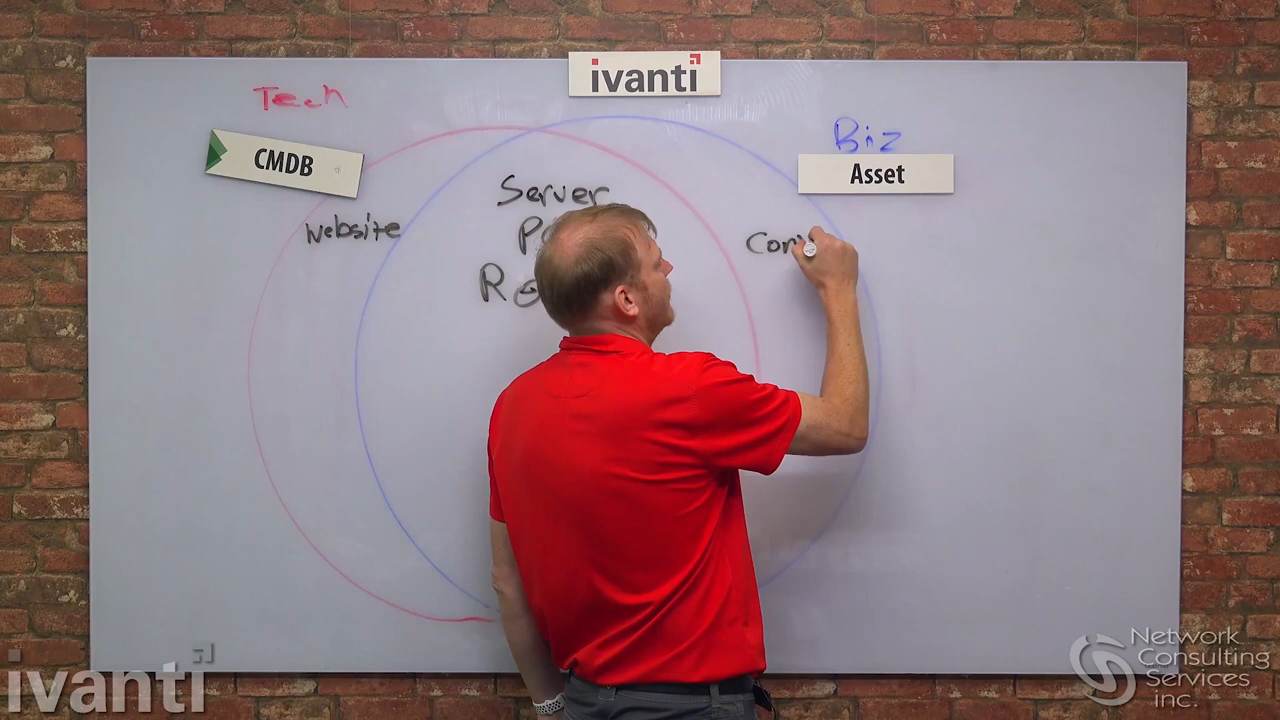 ivanti
Tech
Biz
CMDB
Asset
Server
website
ivanti
Network
Consulting
Services
inc.